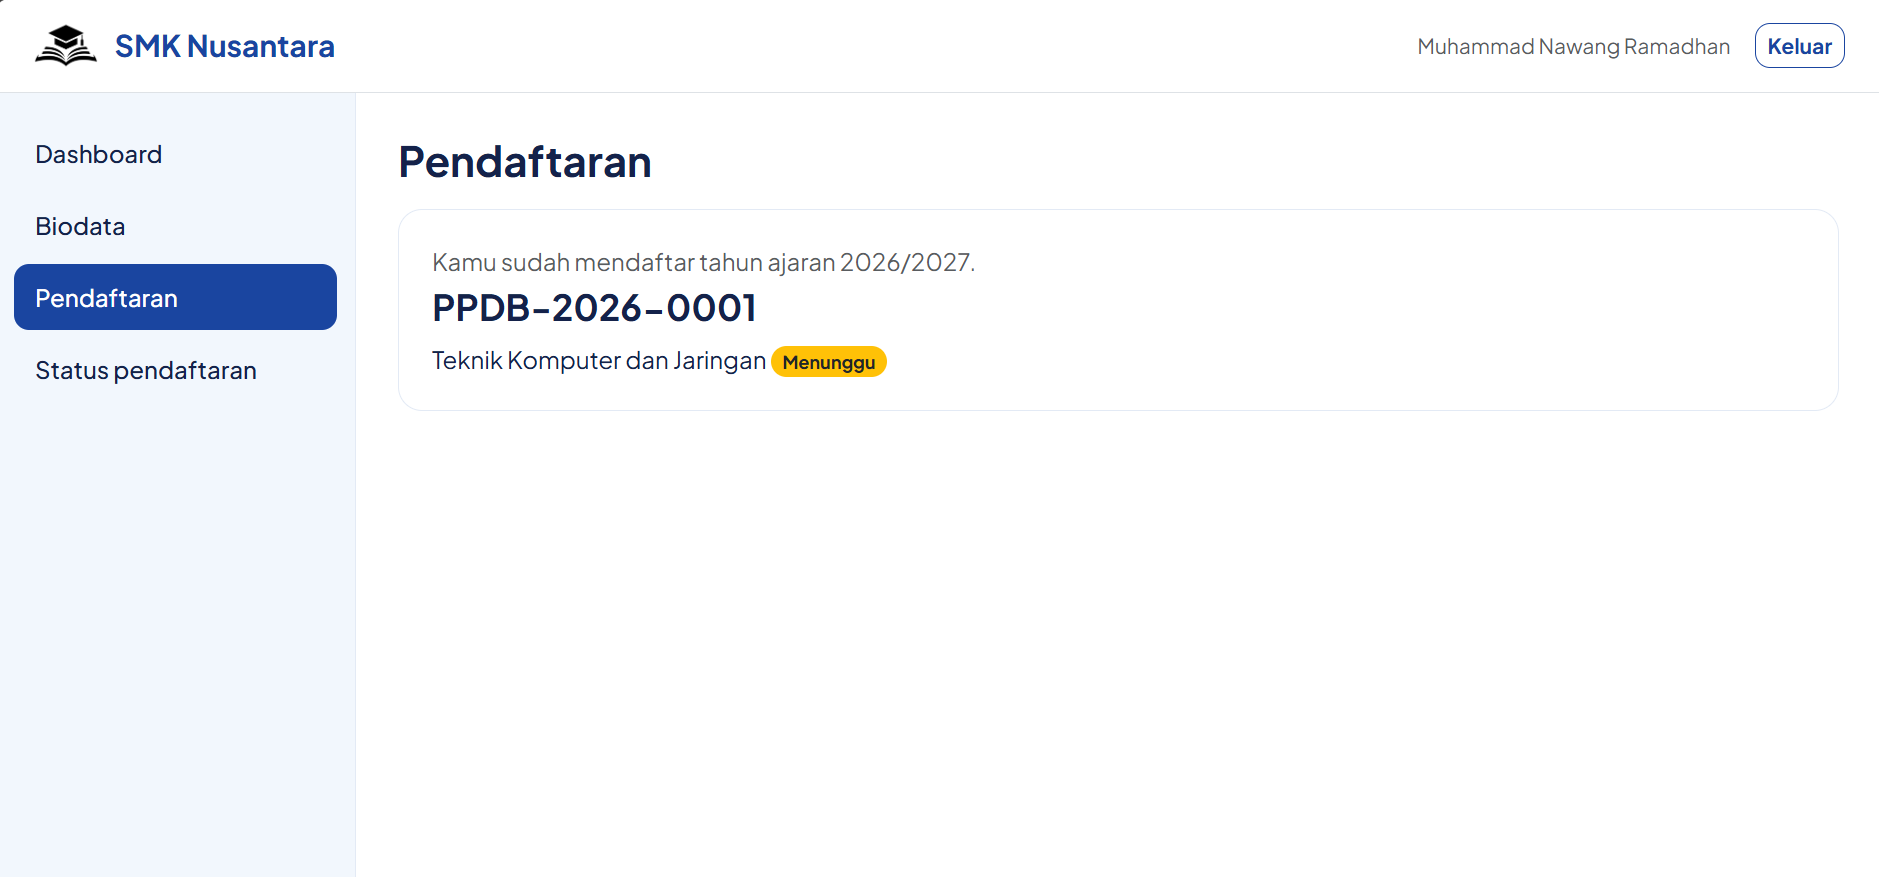 SMK Nusantara
Muhammad Nawang Ramadhan
Keluar
Dashboard
Biodata
Pendaftaran
Status pendaftaran
Pendaftaran
Kamu sudah mendaftar tahun ajaran 2026/2027.
PPDB-2026-0001
Teknik Komputer dan Jaringan Menunggu